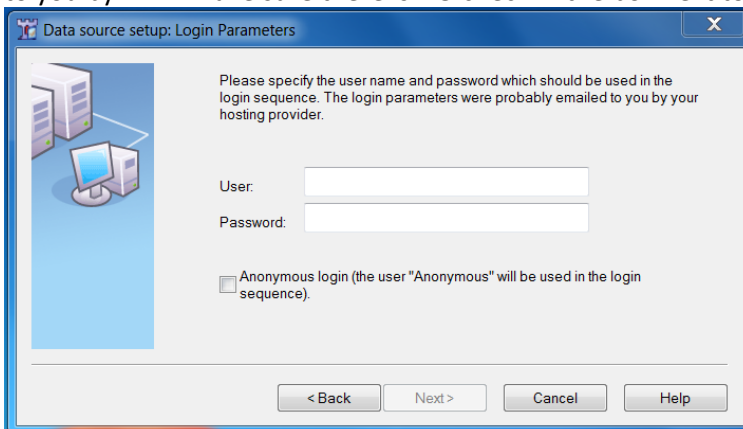 Data source setup: Login Parameters
X
Please specify the user name and password which should be used in the
login sequence. The login parameters were probably emailed to you by your
hosting provider.
User:
Password:
Anonymous login (the user "Anonymous" will be used in the login
sequence).
< Back Next > Cancel Help